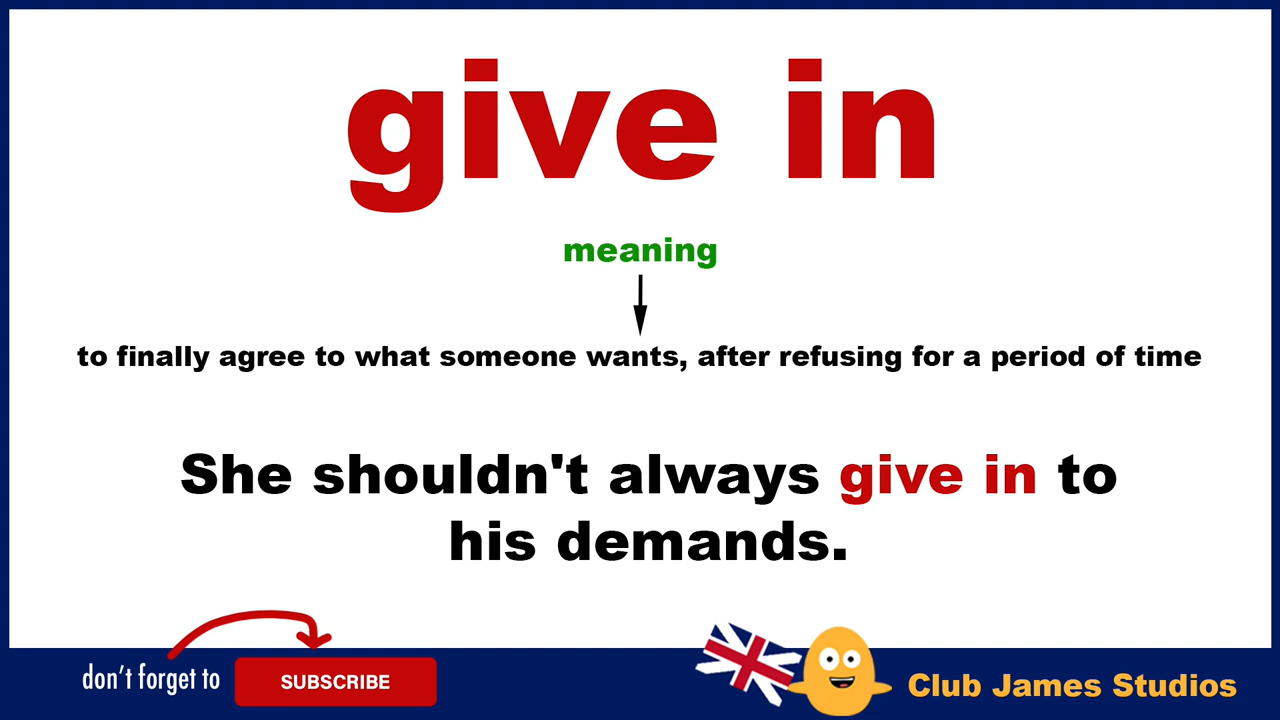 give in
meaning
to finally agree to what someone wants, after refusing for a period of time
She shouldn't always give in to
his demands.
don't forget to
SUBSCRIBE
Club James Studios